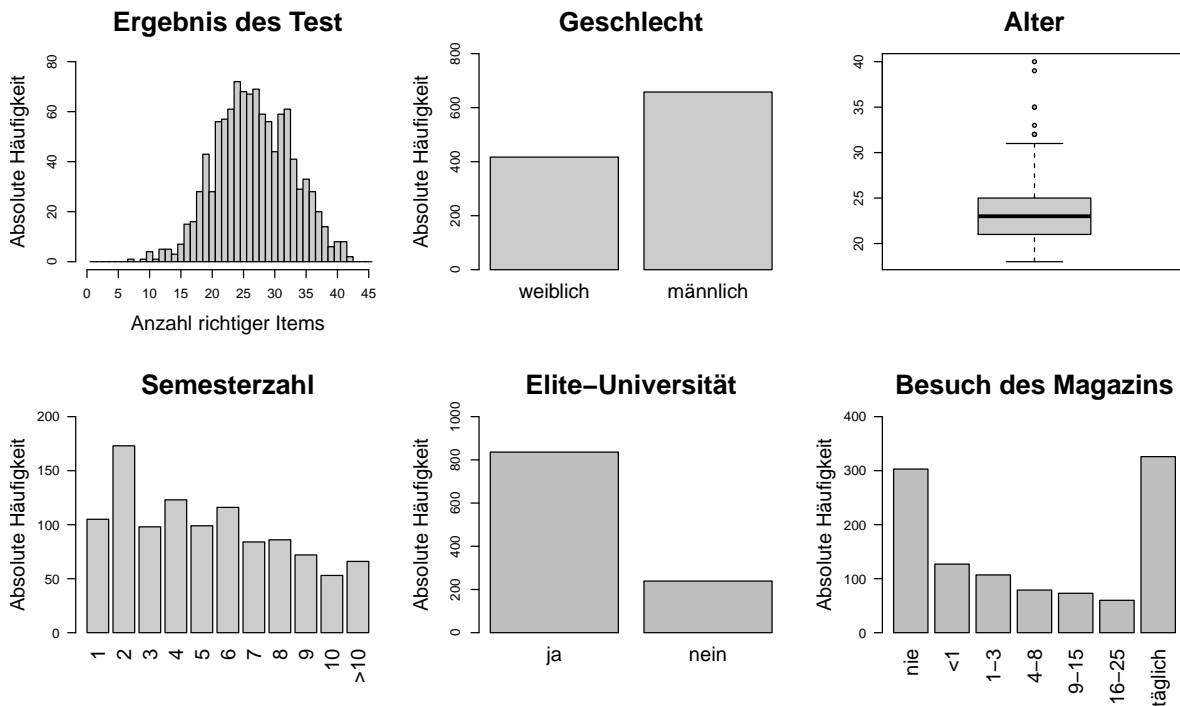 Ergebnis des Test
Absolute Häufigkeit
80
60
40
20
0
0 5 10 15 20 25 30 35 40 45
Anzahl richtiger Items
Geschlecht
Absolute Häufigkeit
800
600
400
200
0
weiblich männlich
Alter
40
35
30
25
20
Semesterzahl
Absolute Häufigkeit
200
150
100
50
0
1 2 3 4 5 6 7 8 9 10 >10
Elite−Universität
Absolute Häufigkeit
1000
800
600
400
200
0
ja nein
Besuch des Magazins
Absolute Häufigkeit
400
300
200
100
0
nie <1 1−3 4−8 9−15 16−25 täglich